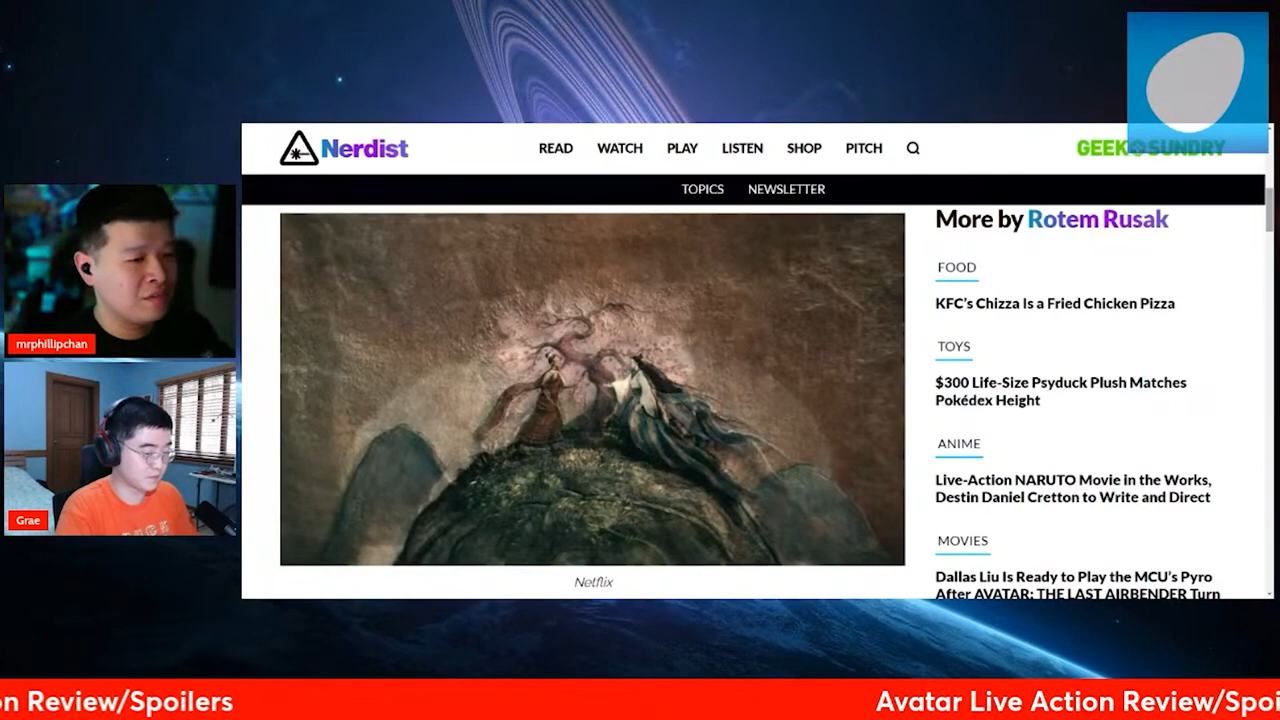 Nerdist
READ WATCH PLAY LISTEN SHOP PITCH
GEEK & SUNDRY
TOPICS NEWSLETTER
mrphillipchan
Grae
Netflix
More by Rotem Rusak
FOOD
KFC's Chizza Is a Fried Chicken Pizza
TOYS
$300 Life-Size Psyduck Plush Matches
Pokédex Height
ANIME
Live-Action NARUTO Movie in the Works,
Destin Daniel Cretton to Write and Direct
MOVIES
Dallas Liu Is Ready to Play the MCU's Pyro
After AVATAR: THE LAST AIRBENDER Turn
on Review/Spoilers
Avatar Live Action Review/Spoi